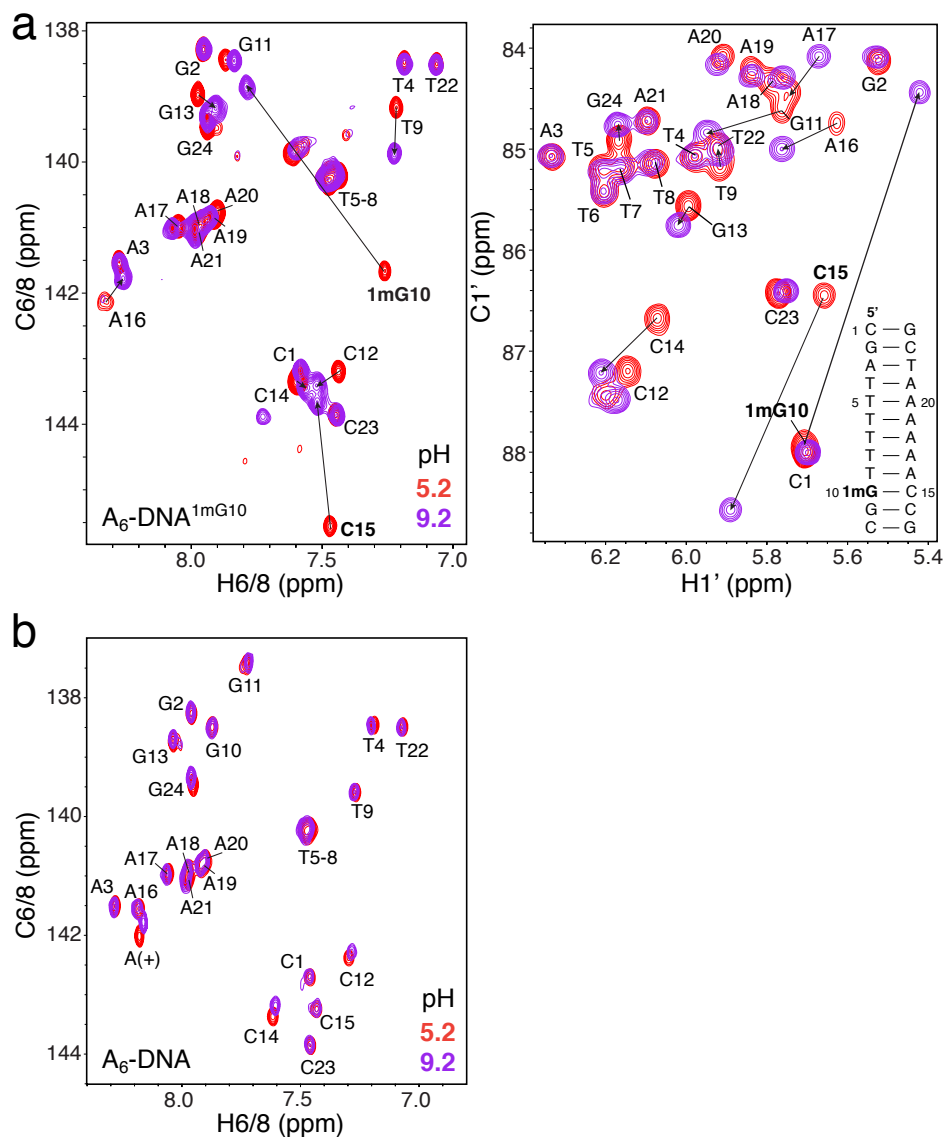 a
138
140
142
144
C6/8 (ppm)
8.0
7.5
7.0
H6/8 (ppm)
G2
G11
T4
T22
G13
G24
T9
T5-8
A17
A18
A20
A19
A21
A3
A16
1mG10
C1
C12
C14
C23
C15
pH
5.2
9.2
A₆-DNA¹ᵐᴳ¹⁰
84
85
86
87
88
C1’ (ppm)
6.2
6.0
5.8
5.6
5.4
H1’ (ppm)
A20
A19
A17
A18
G2
G24
A21
G11
A3
T5
T4
T22
A16
T6
T7
T8
T9
G13
C15
C23
C14
C12
1mG10
C1
5’
1 C — G
G — C
A — T
T — A
5 T — A 20
T — A
T — A
T — A
T — A
10 1mG — C 15
C — G
G — C
b
138
140
142
144
C6/8 (ppm)
8.0
7.5
7.0
H6/8 (ppm)
G11
G2
G13
G10
T4
T22
G24
T9
T5-8
A17
A18
A20
A19
A21
A3
A16
A(+)
C1
C12
C14
C15
C23
pH
5.2
9.2
A₆-DNA